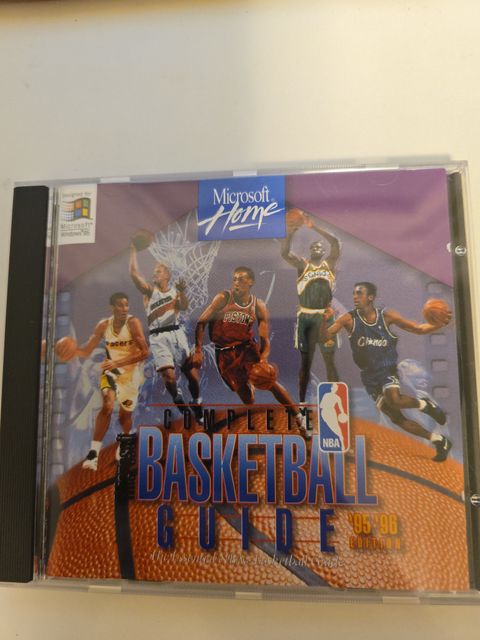 Designed for
Microsoft
Windows 95
Microsoft
Home
Pacers
SONICS
PISTONS
Orlando
COMPLETE
NBA
BASKETBALL
GUIDE
'95-'96
EDITION